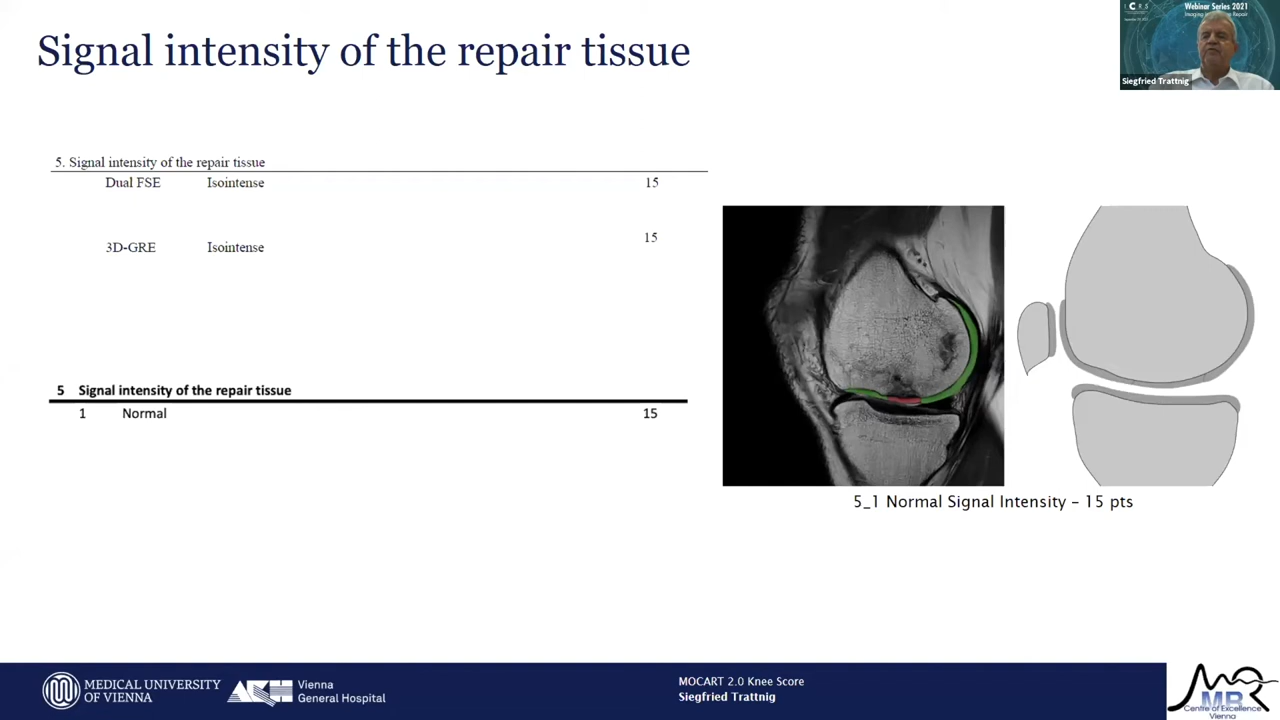 Signal intensity of the repair tissue
ICRS
Webinar Series 2021
Siegfried Trattnig
5. Signal intensity of the repair tissue
Dual FSE Isointense 15
3D-GRE Isointense 15
5 Signal intensity of the repair tissue
1 Normal 15
5_1 Normal Signal Intensity – 15 pts
MEDICAL UNIVERSITY
OF VIENNA
Vienna
General Hospital
MOCART 2.0 Knee Score
Siegfried Trattnig
MR
Centre of Excellence
Vienna